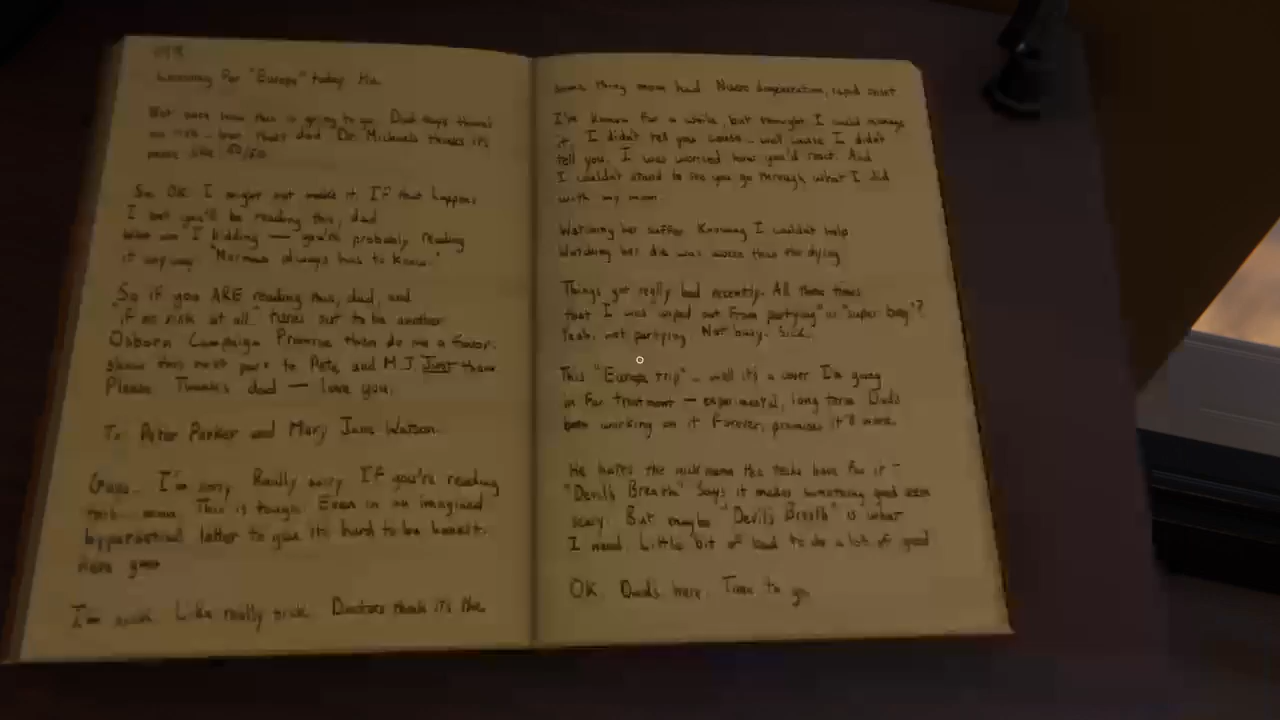 Leaving for "Europe" today. Ha.
Not sure how this is going to go. Dad says there's
no risk - but that's dad. Dr. Michaels thinks it's
more like 50/50
So OK. I might not make it. If that happens
I bet you'll be reading this, dad
Who am I kidding — you're probably reading
it anyway. "Norman always has to know."
So if you ARE reading this, dad, and
"if no risk at all" turns out to be another
Osborn Campaign Promise then do me a favor.
Show this next part to Pete, and M.J. Just them
Please. Thanks dad — love you.
To: Peter Parker and Mary Jane Watson.
Guys.. I'm sorry. Really sorry. If you're reading
this... This is tough. Even in an imagined
hypothetical letter to you its hard to be honest.
Here goes
I'm sick. Like really sick. Doctors think it's the
same thing mom had. Neuro degeneration, rapid onset
I've known for a while, but thought I could manage
it. I didn't tell you cause - well cause I didn't
tell you. I was worried how you'd react. And
I couldn't stand to see you go through what I did
with my mom
Watching her suffer. Knowing I couldn't help
Watching her die was worse than the dying
Things got really bad recently. All those times
that I was wiped out from partying" or "super busy"?
Yeah, not partying. Not busy. Sick.
This "Europe trip" - well it's a cover. I'm going
in for treatment — experimental, long term. Dad's
been working on it forever, promises it'll work.
He hates the nickname the techs have for it -
"Devil's Breath" Says it makes something good seem
scary. But maybe "Devil's Breath" is what
I need. Little bit of bad to do a lot of good
OK. Dad's here. Time to go